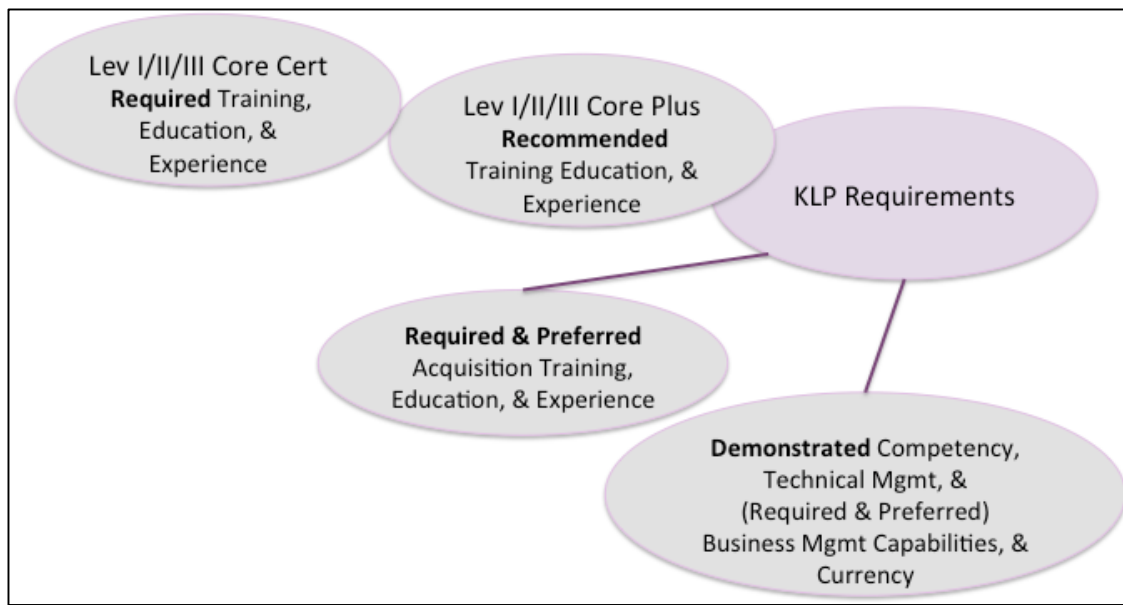 Lev I/II/III Core Cert
Required Training,
Education, &
Experience
Lev I/II/III Core Plus
Recommended
Training Education, &
Experience
KLP Requirements
Required & Preferred
Acquisition Training,
Education, & Experience
Demonstrated Competency,
Technical Mgmt, &
(Required & Preferred)
Business Mgmt Capabilities, &
Currency